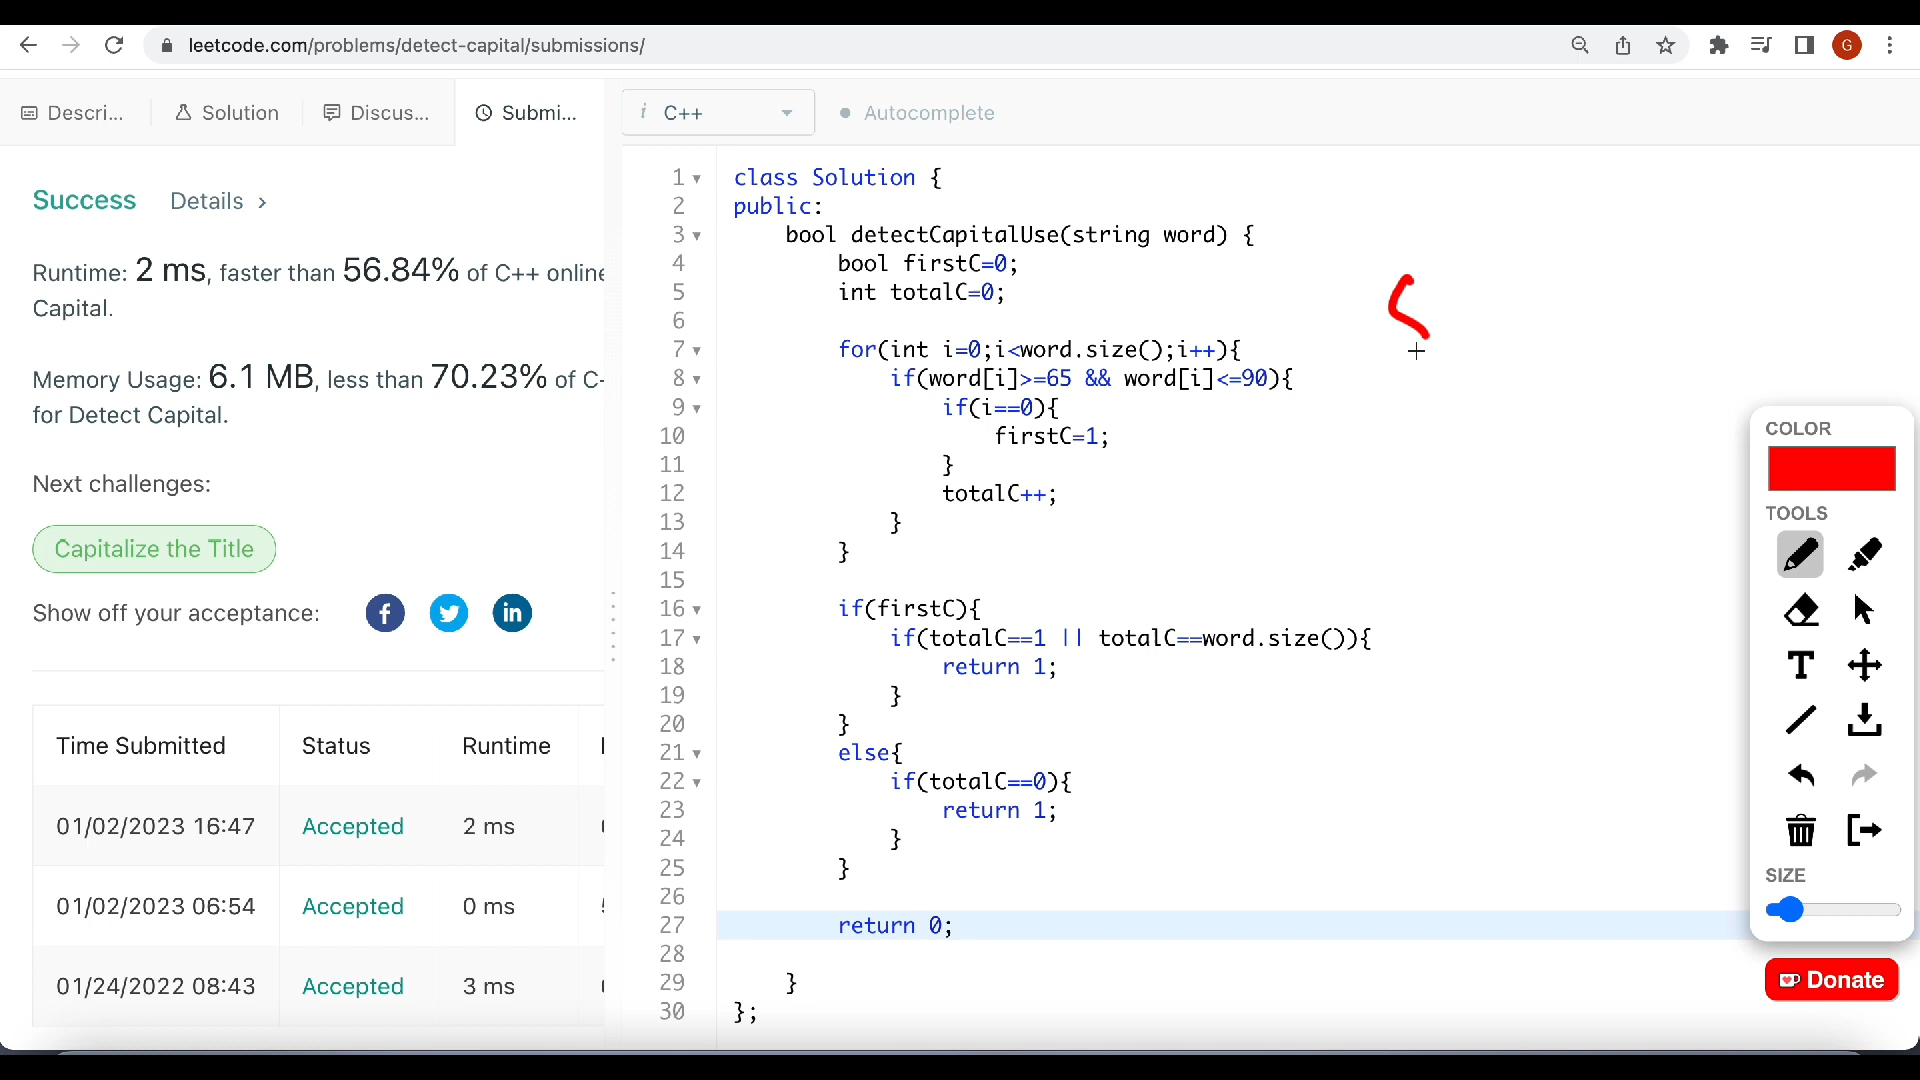 leetcode.com/problems/detect-capital/submissions/
G
Descri...
Solution
Discus...
Submi...
i C++
Autocomplete
Success Details >
Runtime: 2 ms, faster than 56.84% of C++ online
Capital.
Memory Usage: 6.1 MB, less than 70.23% of C-
for Detect Capital.
Next challenges:
Capitalize the Title
Show off your acceptance:
Time Submitted Status Runtime
01/02/2023 16:47 Accepted 2 ms
01/02/2023 06:54 Accepted 0 ms
01/24/2022 08:43 Accepted 3 ms
1 class Solution {
2 public:
3 bool detectCapitalUse(string word) {
4 bool firstC=0;
5 int totalC=0;
6
7 for(int i=0;i<word.size();i++){
8 if(word[i]>=65 && word[i]<=90){
9 if(i==0){
10 firstC=1;
11 }
12 totalC++;
13 }
14 }
15
16 if(firstC){
17 if(totalC==1 || totalC==word.size()){
18 return 1;
19 }
20 }
21 else{
22 if(totalC==0){
23 return 1;
24 }
25 }
26
27 return 0;
28
29 }
30 };
COLOR
TOOLS
SIZE
Donate